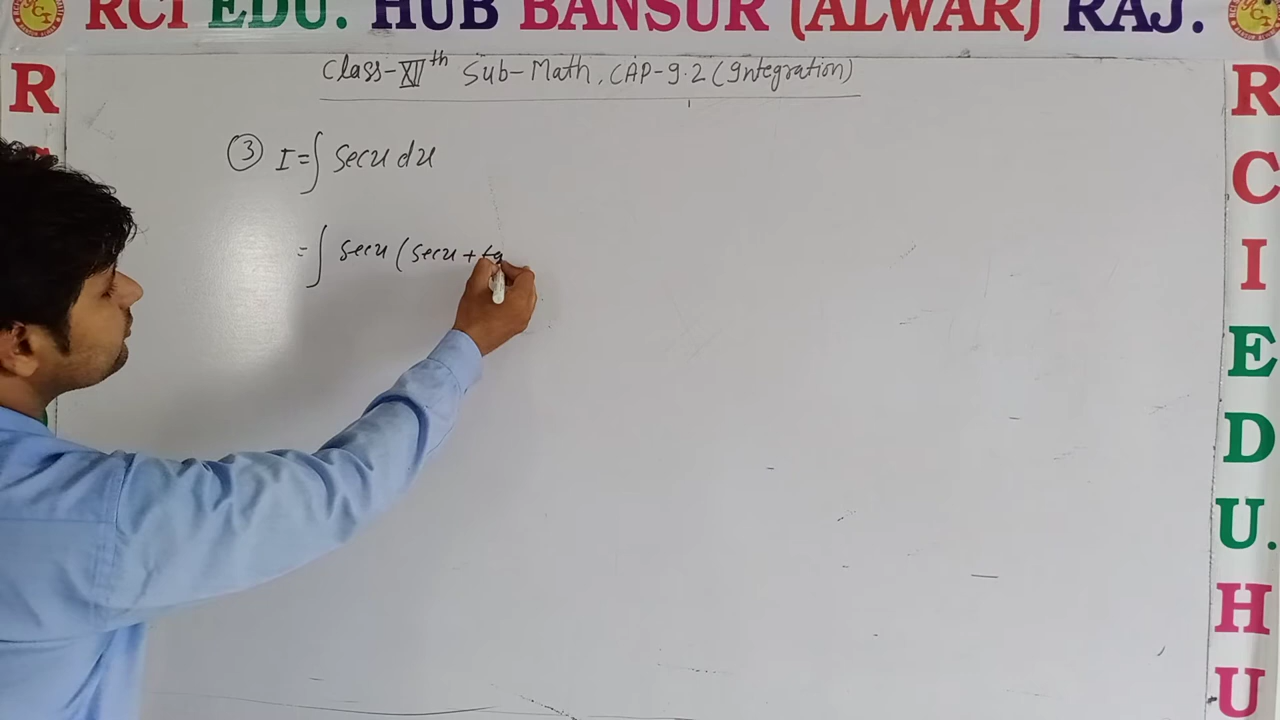 RCI EDU. HUB BANSUR (ALWAR) RAJ.
Class-XIIth Sub-Math, CAP-9.2 (Integration)
③ I=∫ secx dx
= ∫ secx (secx + ta
R
R
C
I
E
D
U.
H
U